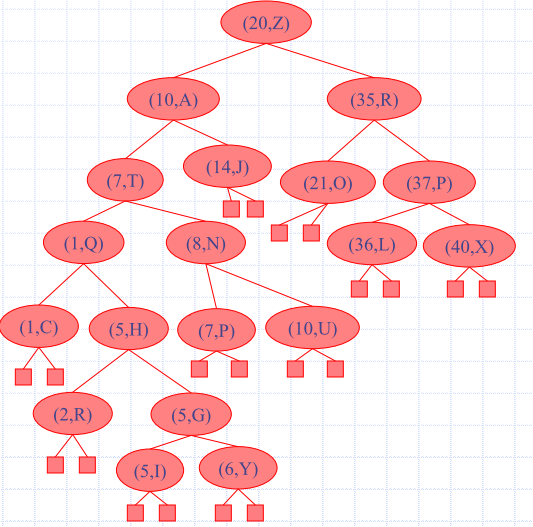 (20,Z)
(10,A) (35,R)
(7,T) (14,J) (21,O) (37,P)
(1,Q) (8,N) (36,L) (40,X)
(1,C) (5,H) (7,P) (10,U)
(2,R) (5,G)
(5,I) (6,Y)